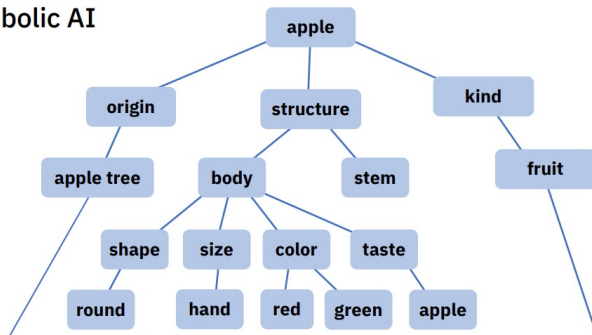 bolic AI
apple
origin
structure
kind
apple tree
body
stem
fruit
shape
size
color
taste
round
hand
red
green
apple